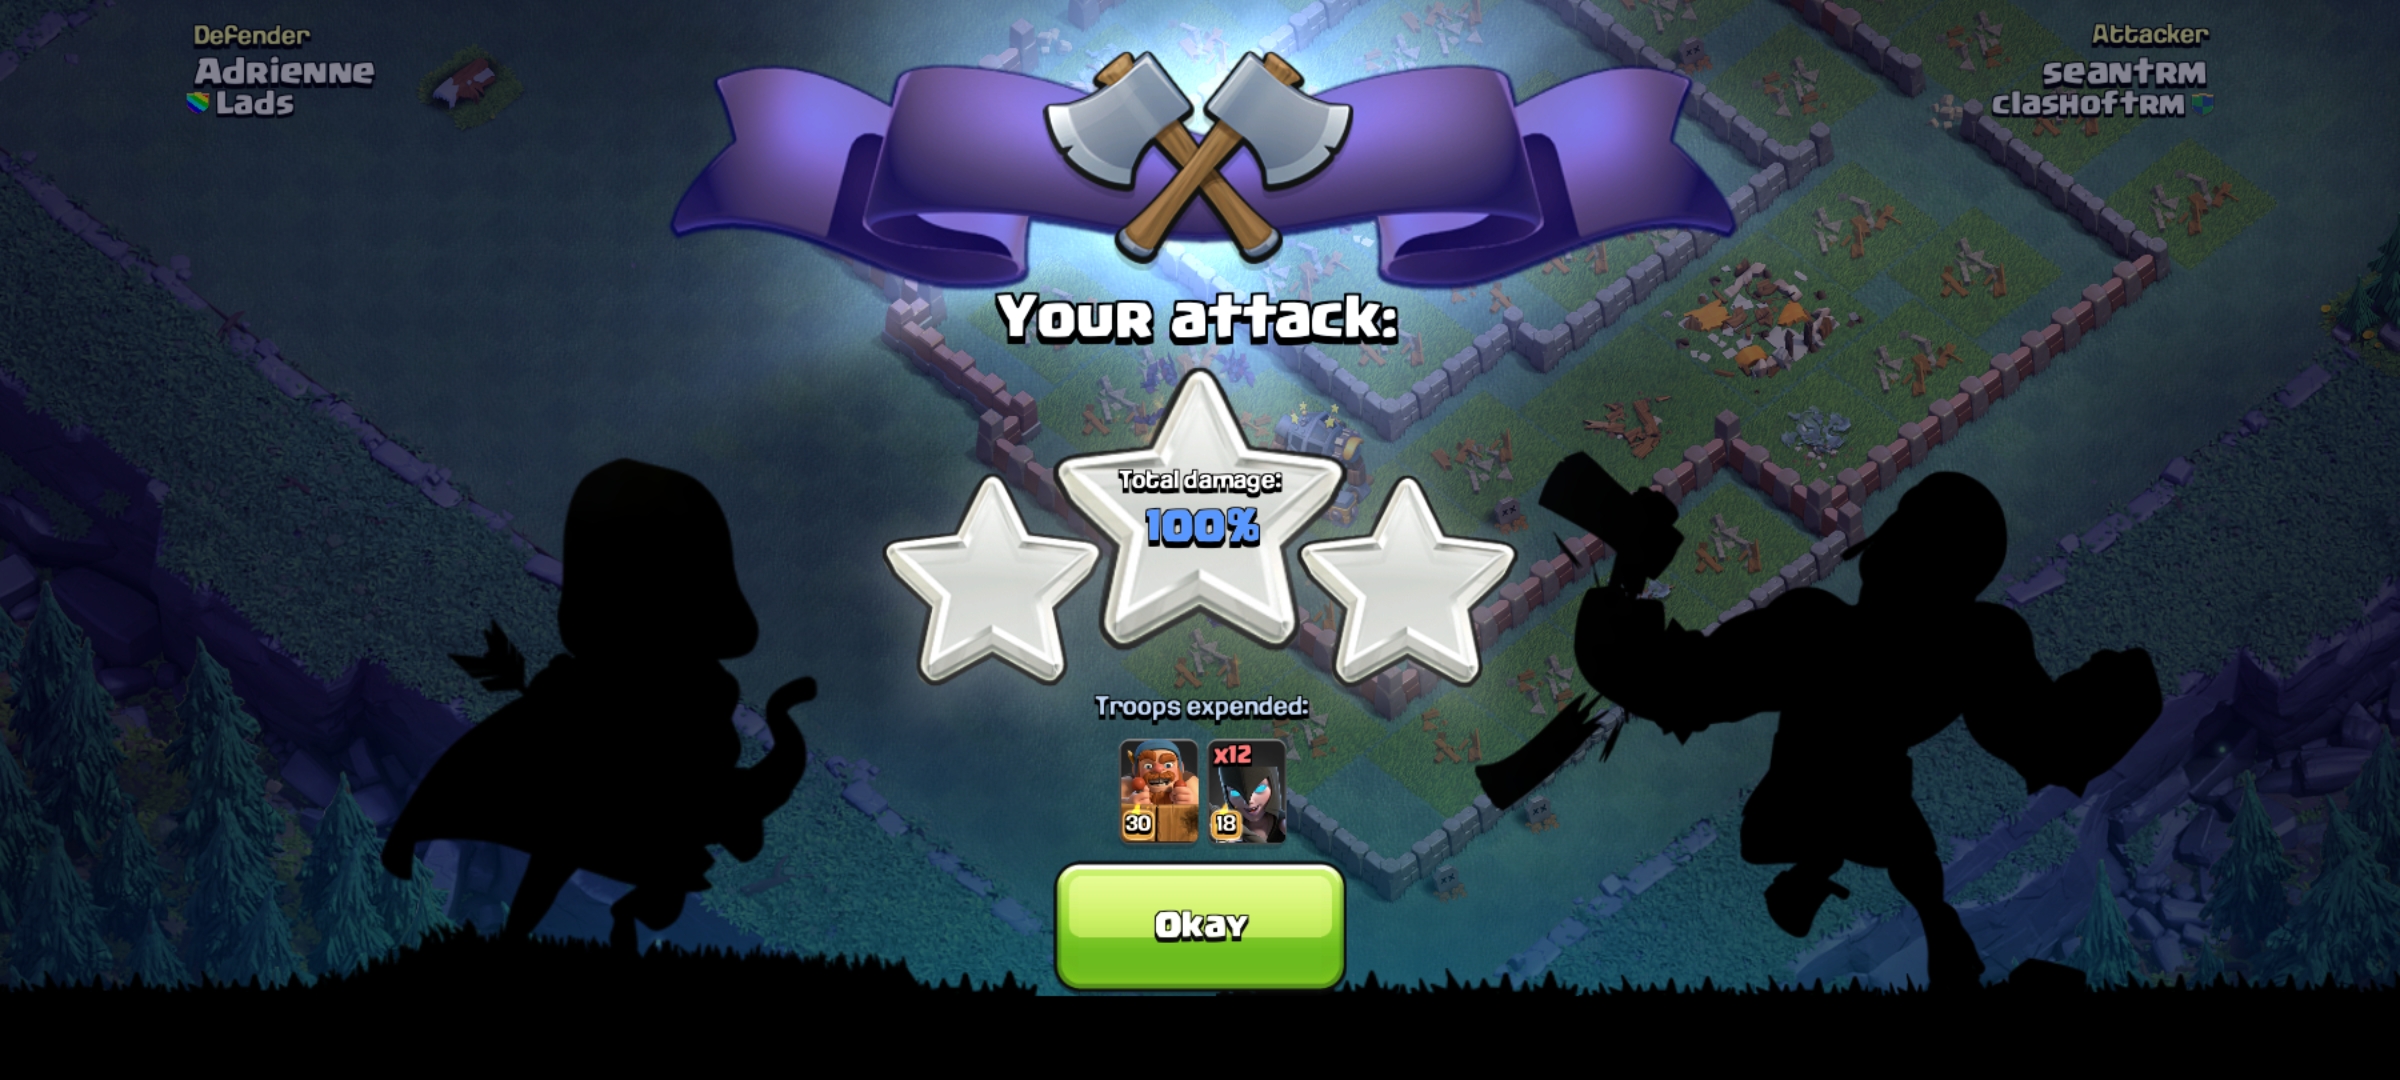 Defender
Adrienne
Lads
Attacker
seantrm
clashoftrm
Your attack:
Total damage:
100%
Troops expended:
x12
30
18
Okay